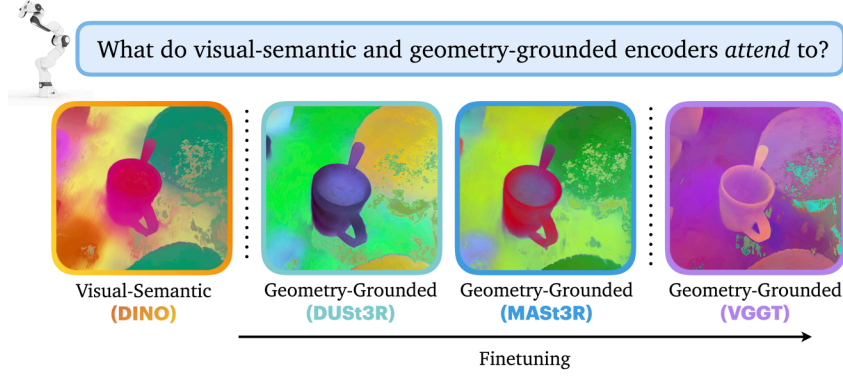 What do visual-semantic and geometry-grounded encoders attend to?
Visual-Semantic
(DINO)
Geometry-Grounded
(DUSt3R)
Geometry-Grounded
(MASt3R)
Geometry-Grounded
(VGGT)
Finetuning